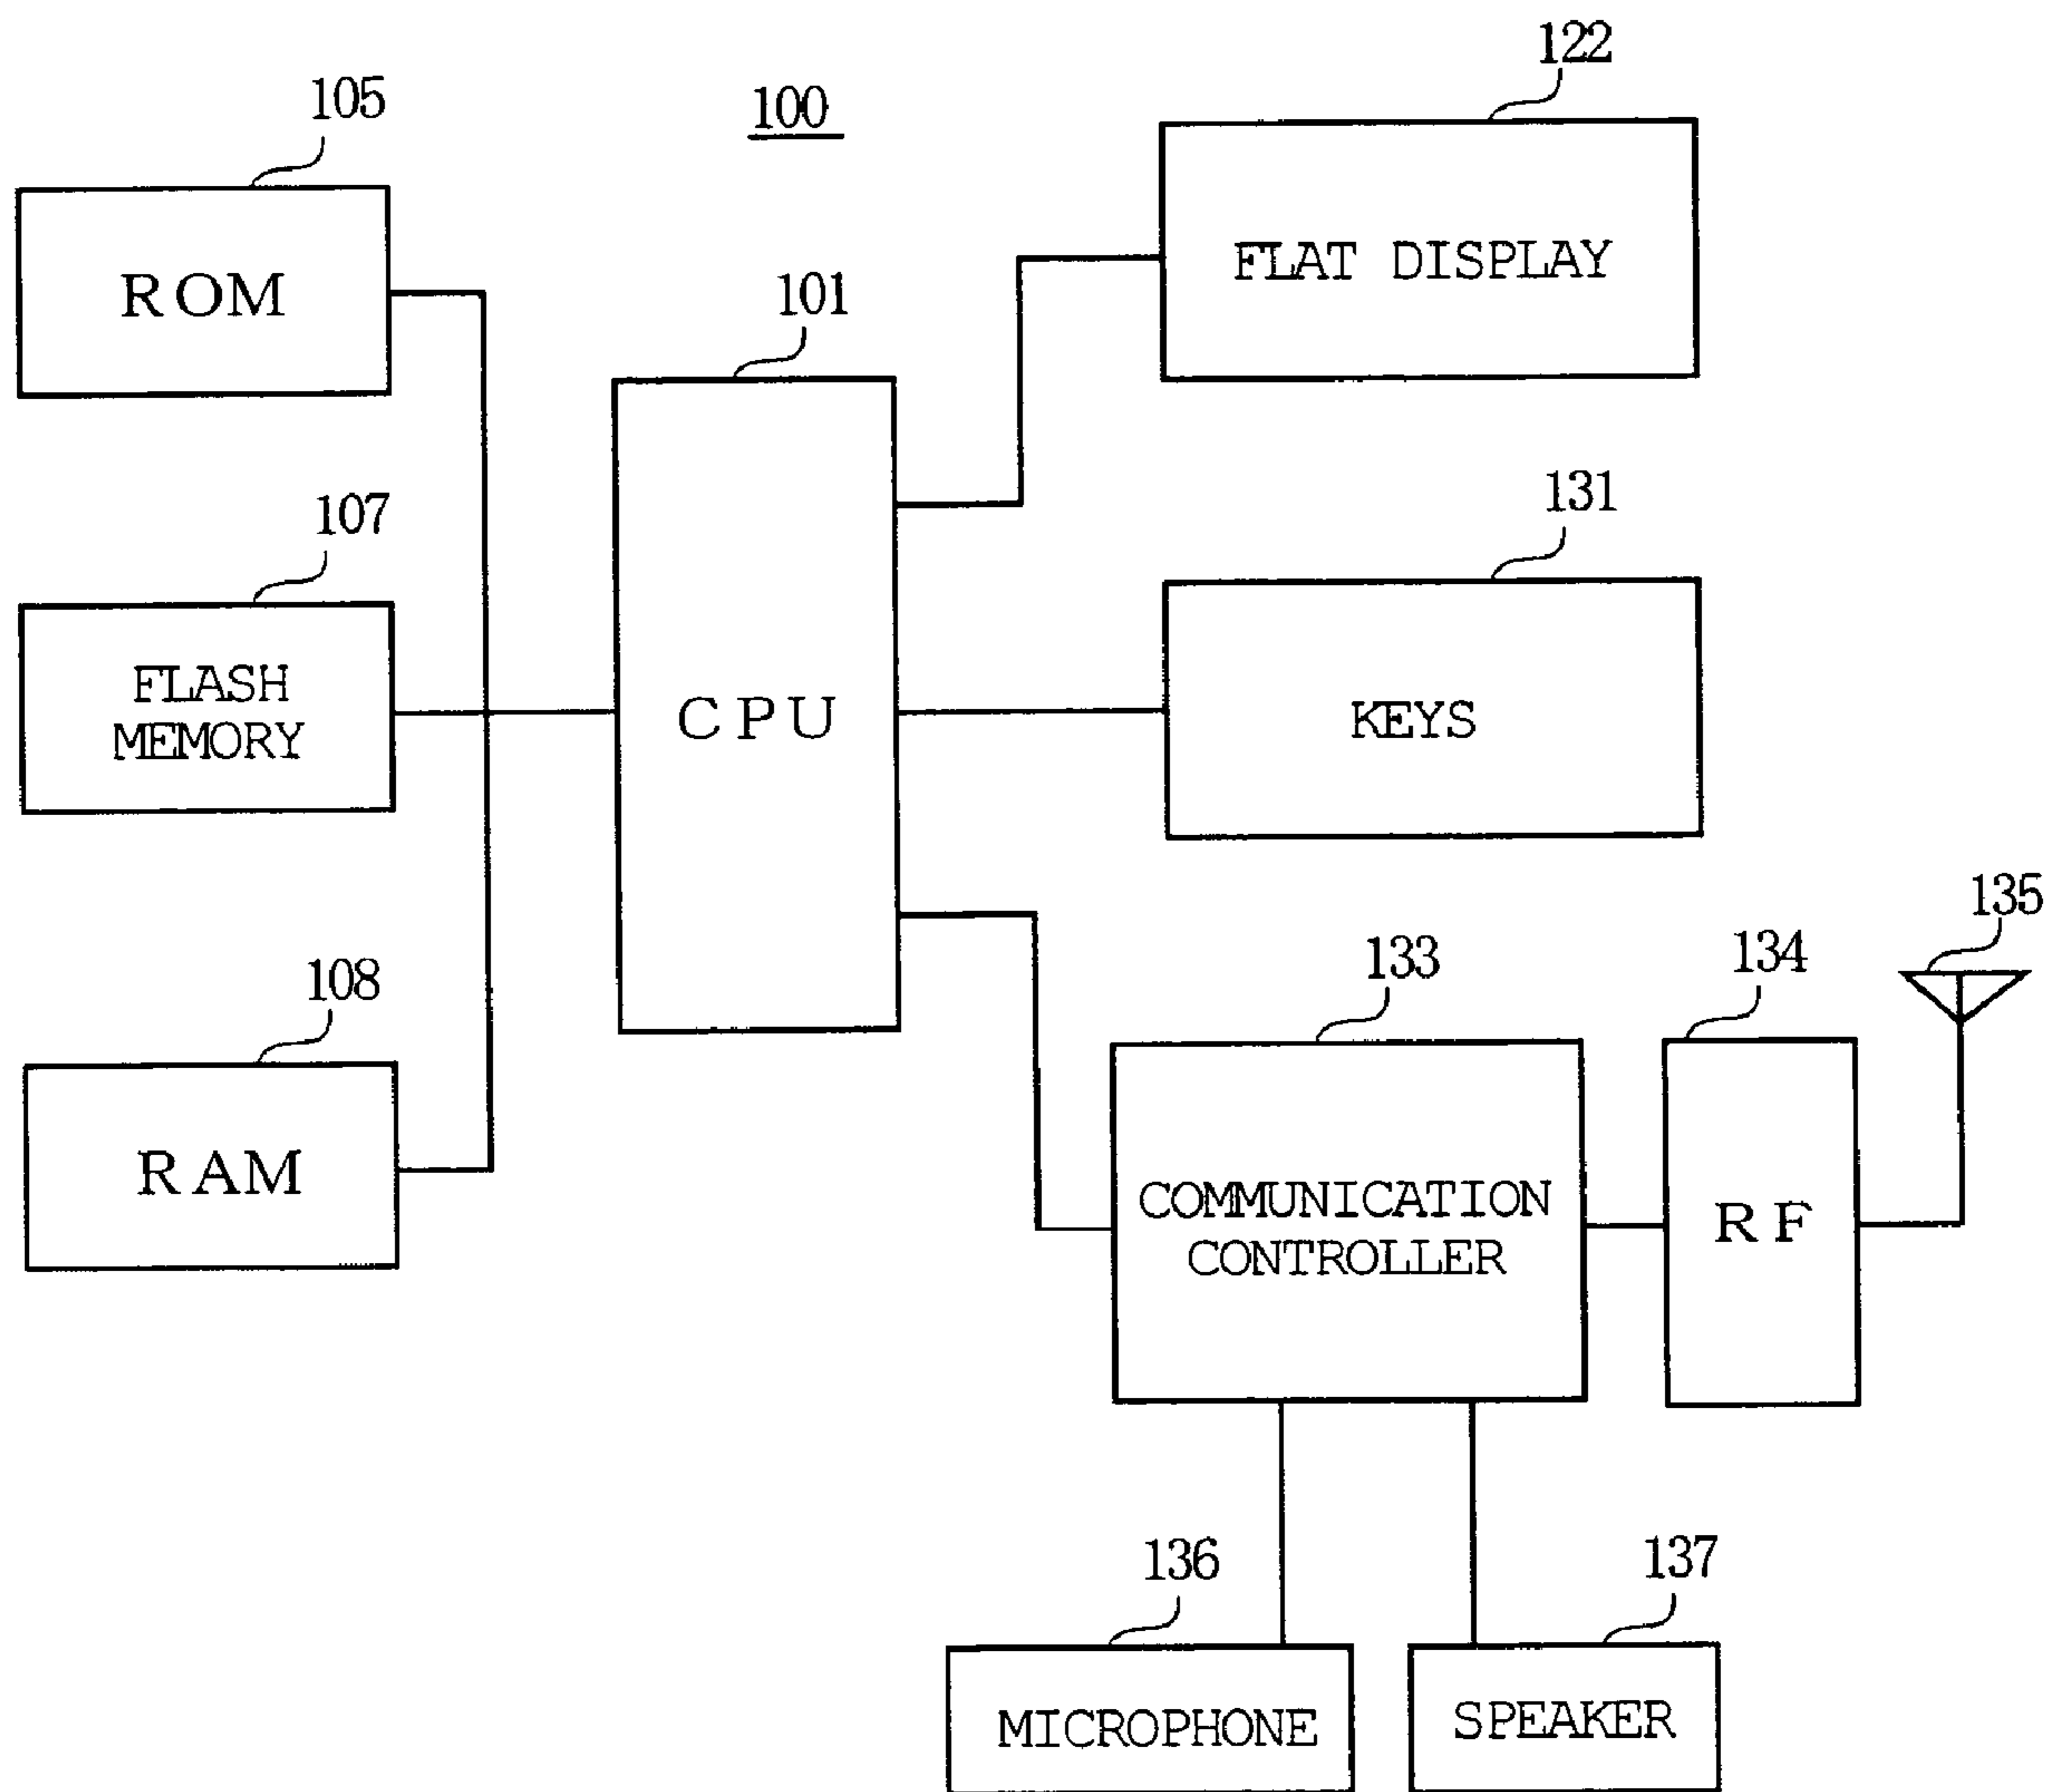 122
105
100
ROM
FLAT DISPLAY
101
107
131
FLASH
MEMORY
CPU
KEYS
135
108
133
134
RAM
COMMUNICATION
CONTROLLER
RF
136
137
MICROPHONE
SPEAKER